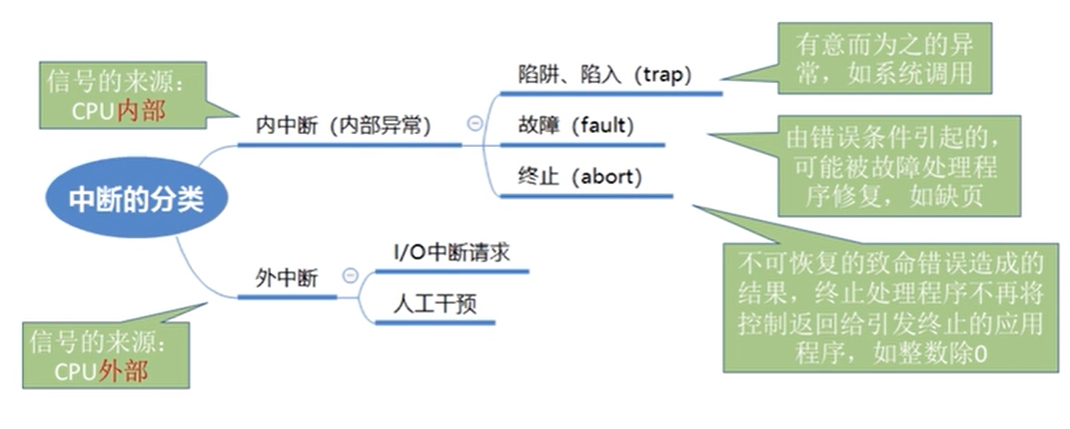 有意而为之的异
常，如系统调用
陷阱、陷入（trap）
信号的来源：
CPU内部
内中断（内部异常）
故障（fault）
由错误条件引起的，
可能被故障处理程
序修复，如缺页
终止（abort）
中断的分类
I/O中断请求
外中断
人工干预
不可恢复的致命错误造成的
结果，终止处理程序不再将
控制返回给引发终止的应用
程序，如整数除0
信号的来源：
CPU外部